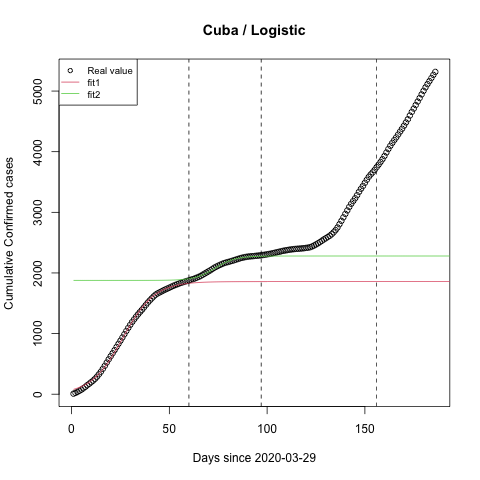 Cuba / Logistic
Real value
fit1
fit2
Cumulative Confirmed cases
5000
4000
3000
2000
1000
0
0 50 100 150
Days since 2020-03-29